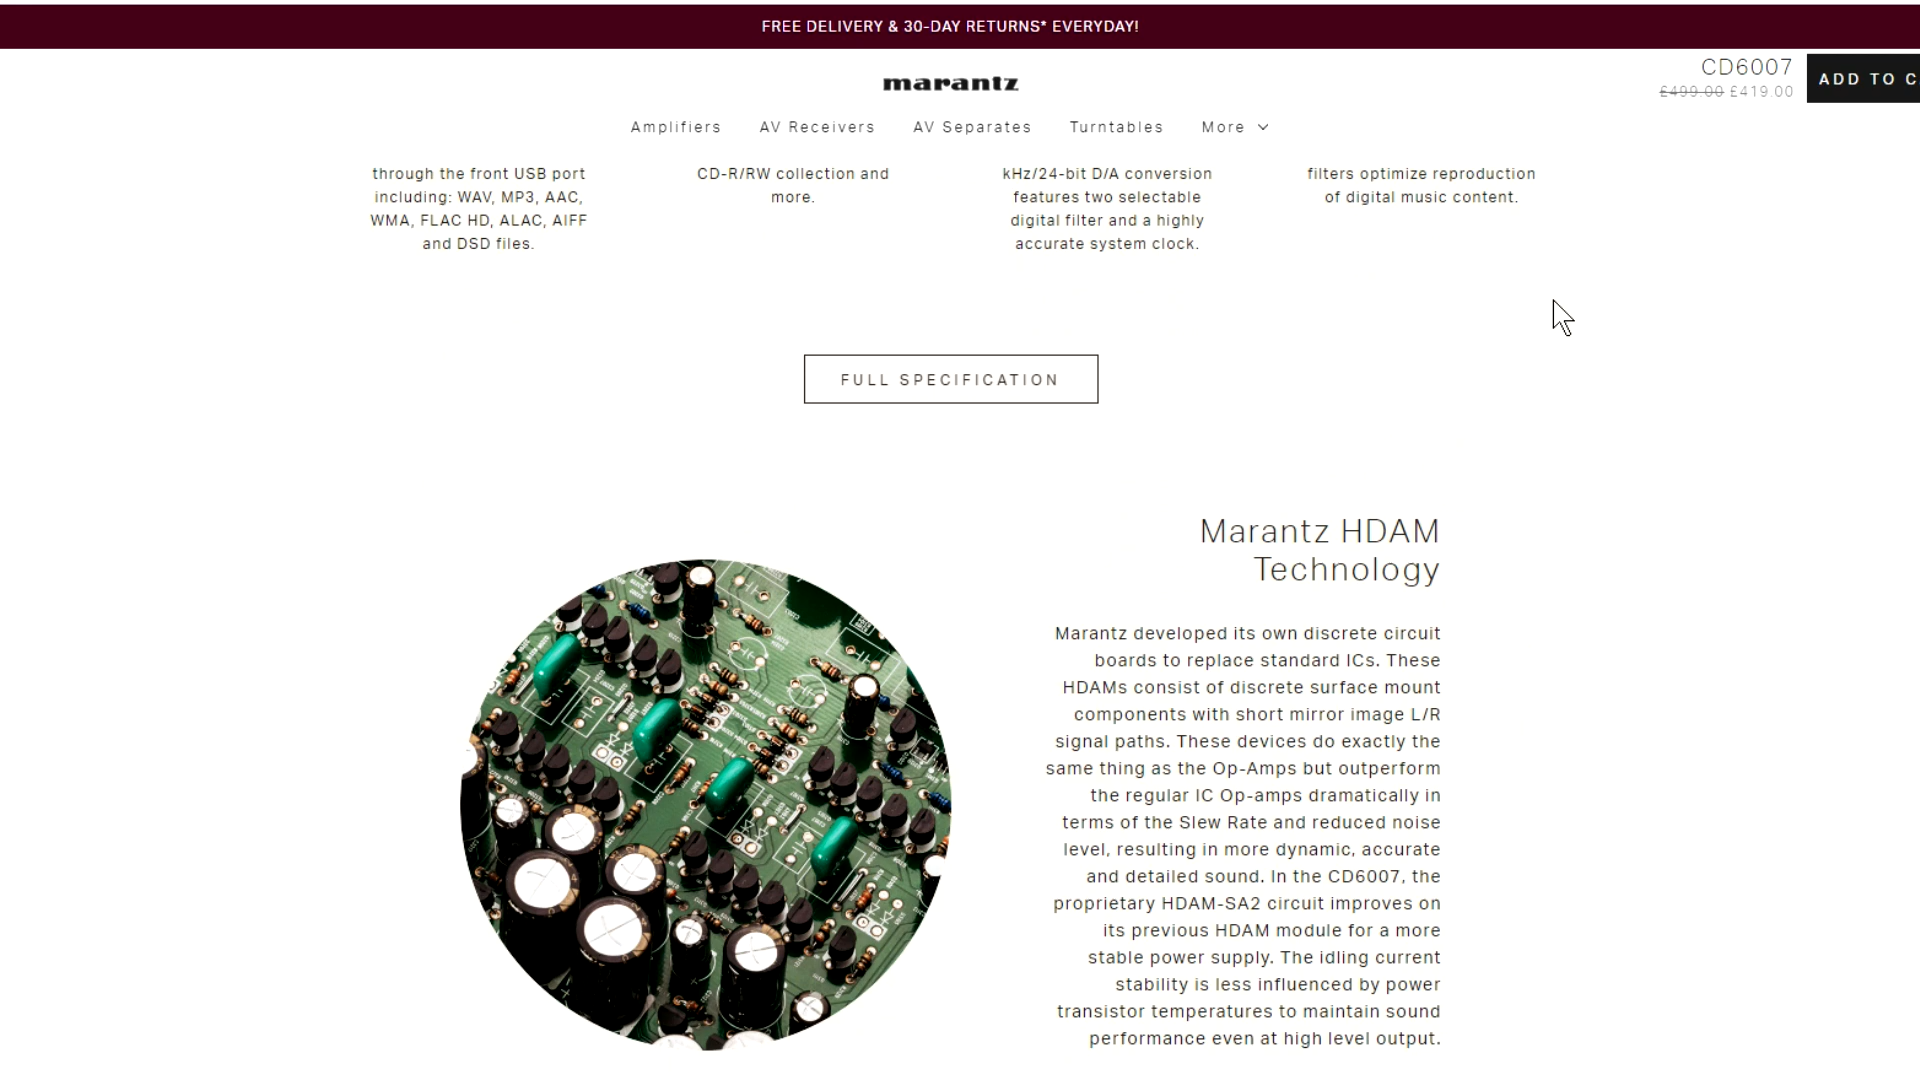 FREE DELIVERY & 30-DAY RETURNS* EVERYDAY!
marantz
CD6007
£499.00 £419.00
ADD TO C
Amplifiers
AV Receivers
AV Separates
Turntables
More
through the front USB port
including: WAV, MP3, AAC,
WMA, FLAC HD, ALAC, AIFF
and DSD files.
CD-R/RW collection and
more.
kHz/24-bit D/A conversion
features two selectable
digital filter and a highly
accurate system clock.
filters optimize reproduction
of digital music content.
FULL SPECIFICATION
Marantz HDAM
Technology
Marantz developed its own discrete circuit
boards to replace standard ICs. These
HDAMs consist of discrete surface mount
components with short mirror image L/R
signal paths. These devices do exactly the
same thing as the Op-Amps but outperform
the regular IC Op-amps dramatically in
terms of the Slew Rate and reduced noise
level, resulting in more dynamic, accurate
and detailed sound. In the CD6007, the
proprietary HDAM-SA2 circuit improves on
its previous HDAM module for a more
stable power supply. The idling current
stability is less influenced by power
transistor temperatures to maintain sound
performance even at high level output.